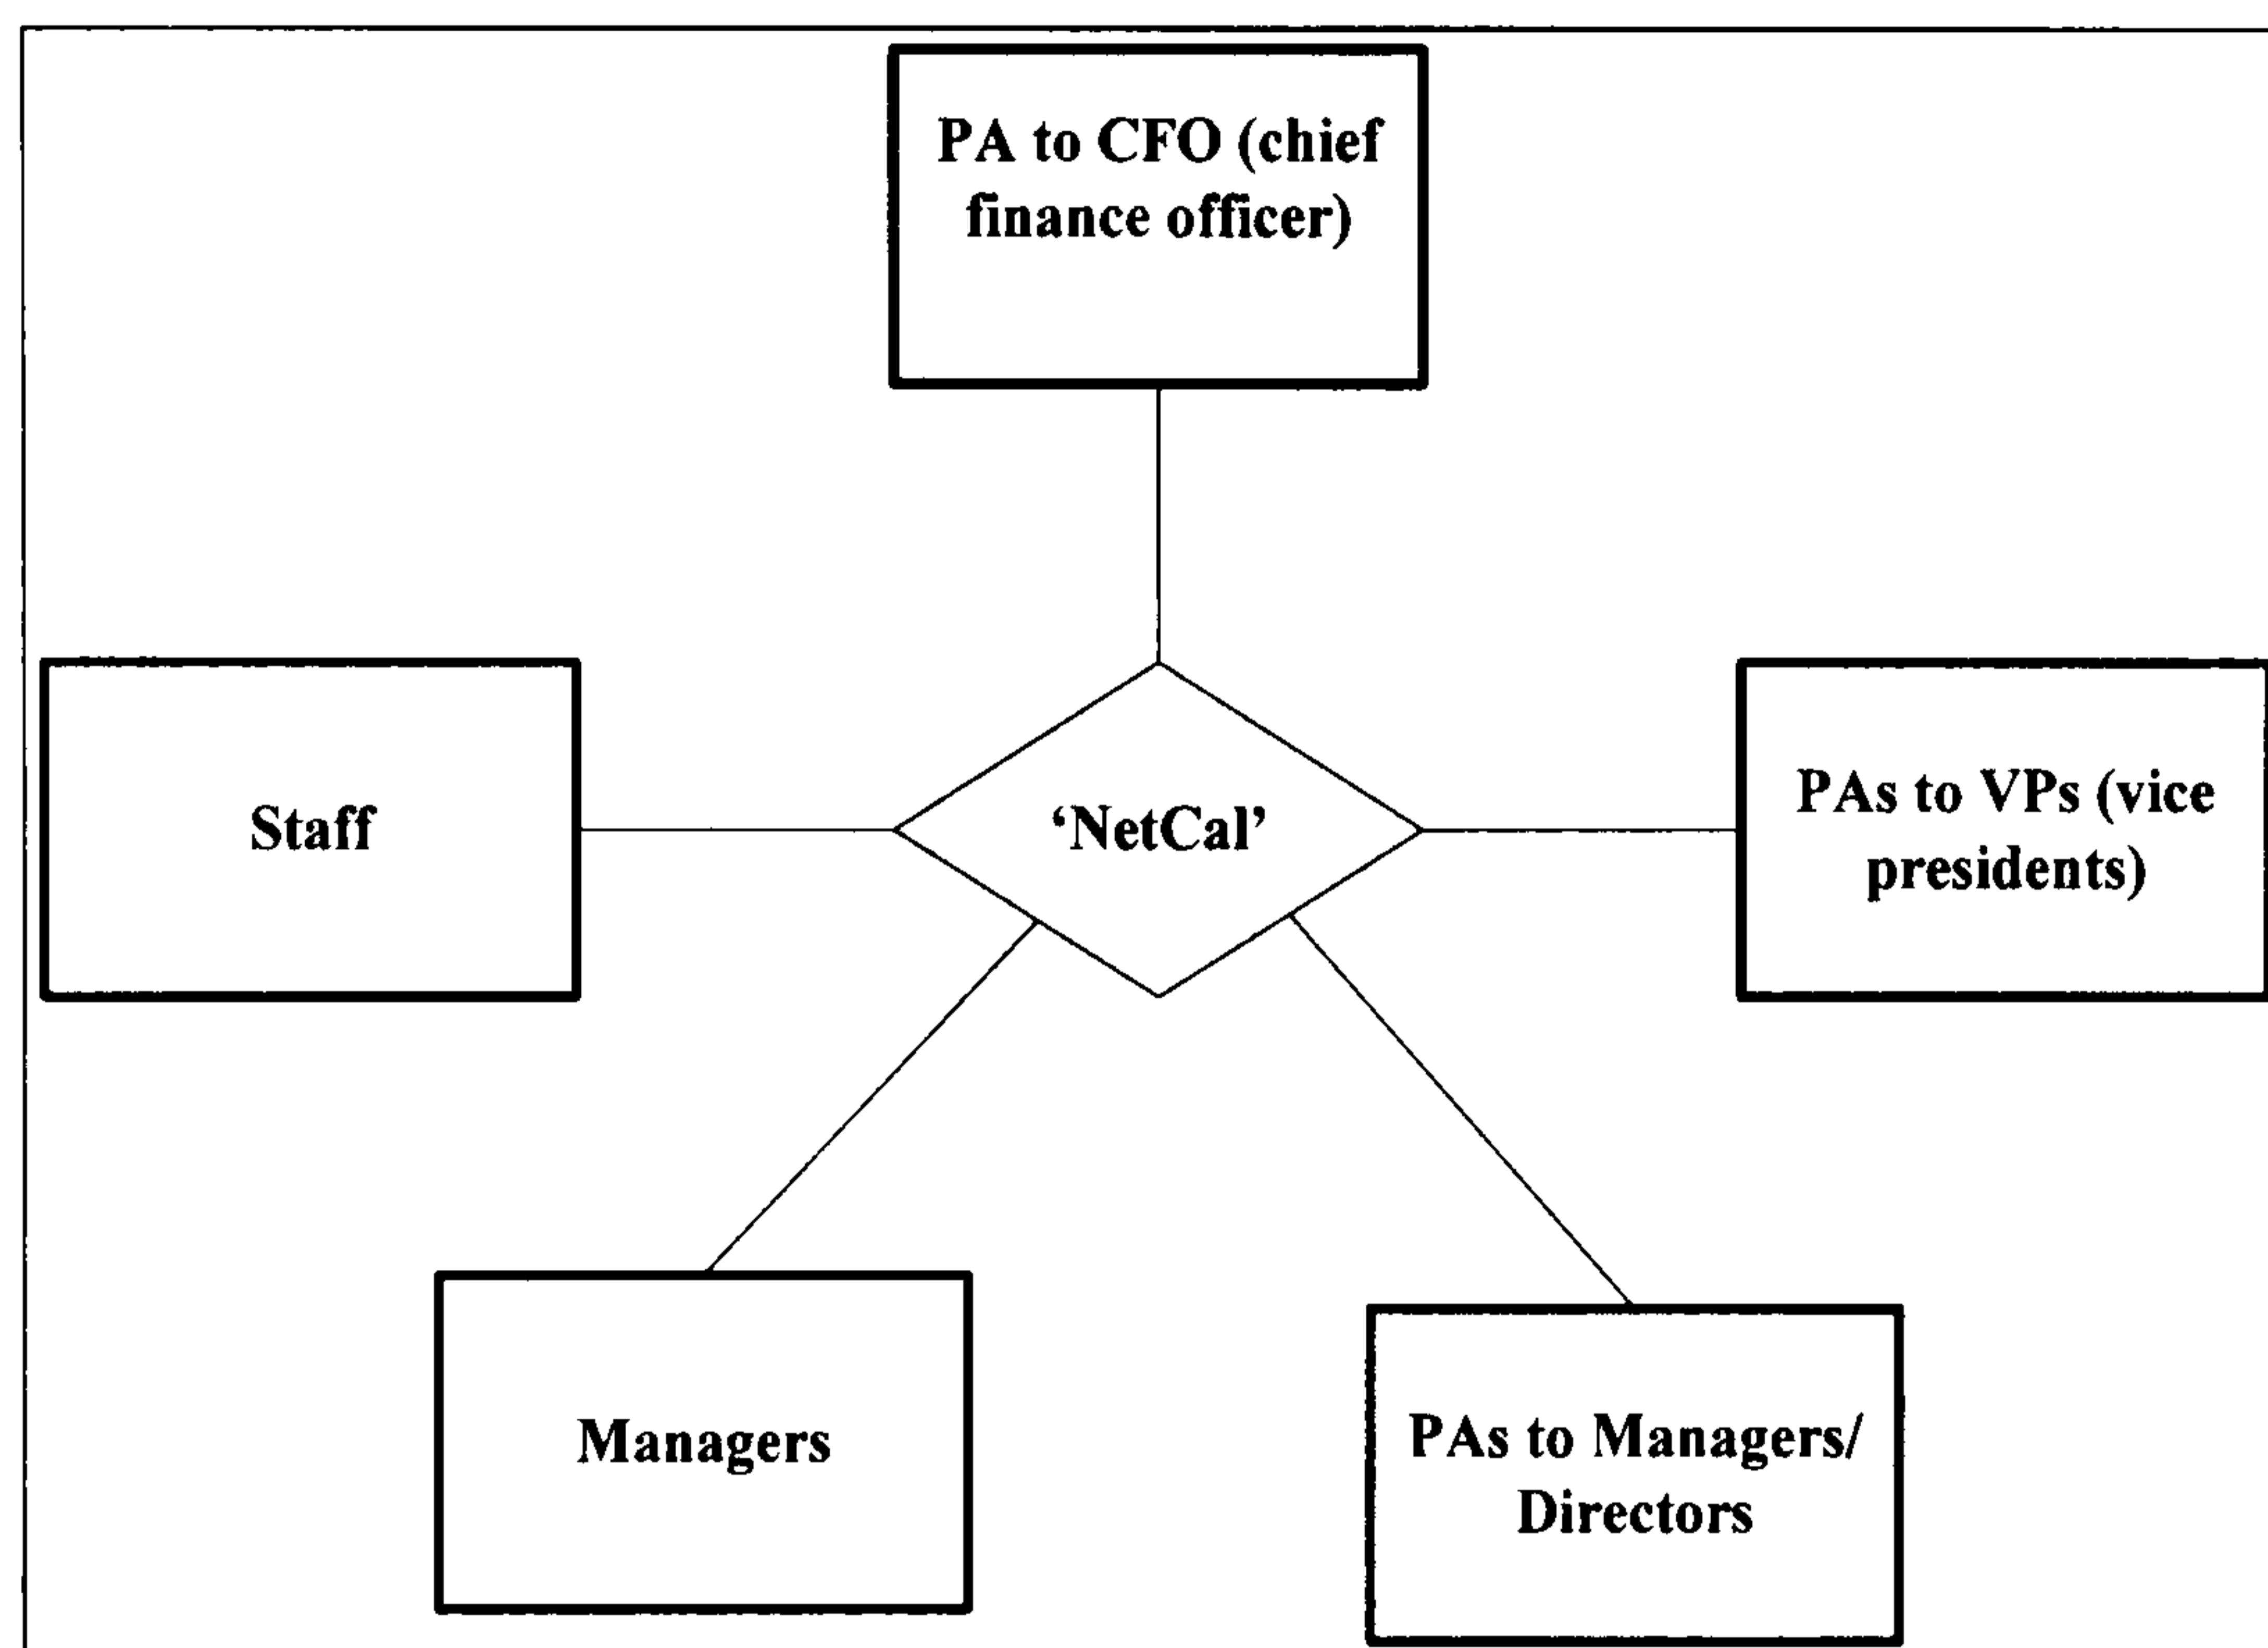 PA to CFO (chief
finance officer)
Staff
‘NetCal’
PAs to VPs (vice
presidents)
Managers
PAs to Managers/
Directors